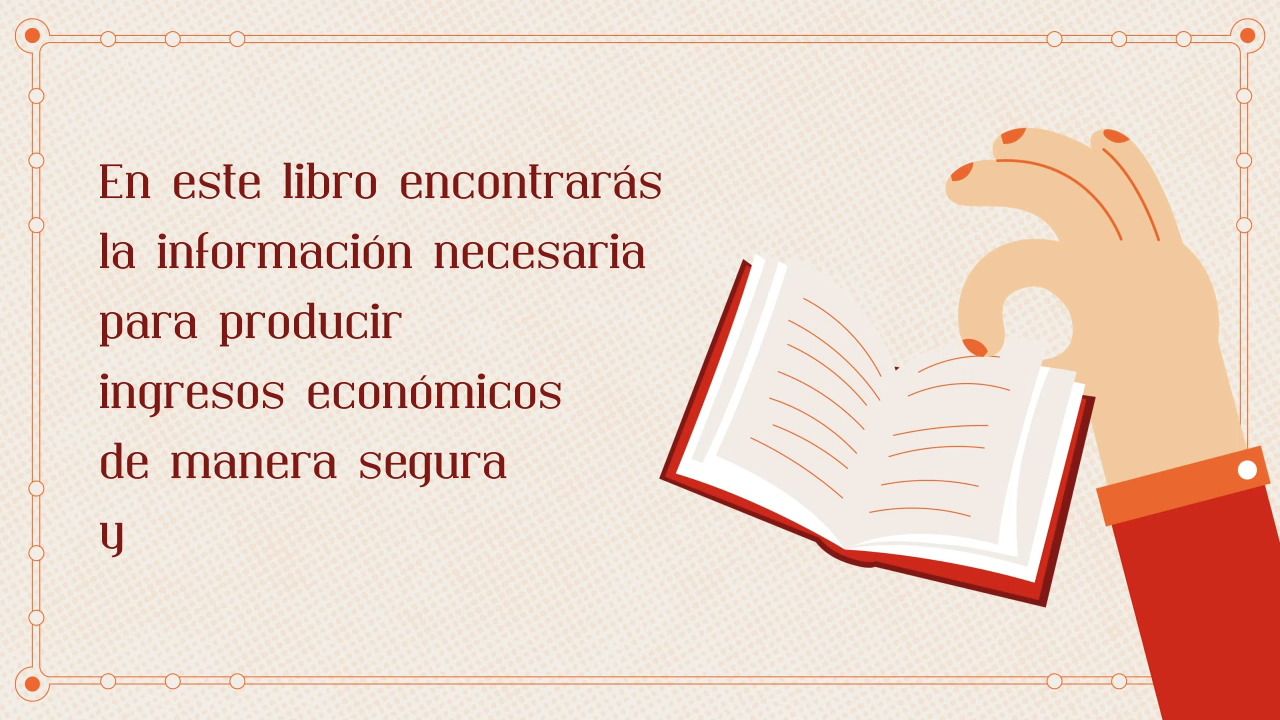 En este libro encontrarás
la información necesaria
para producir
ingresos económicos
de manera segura
y